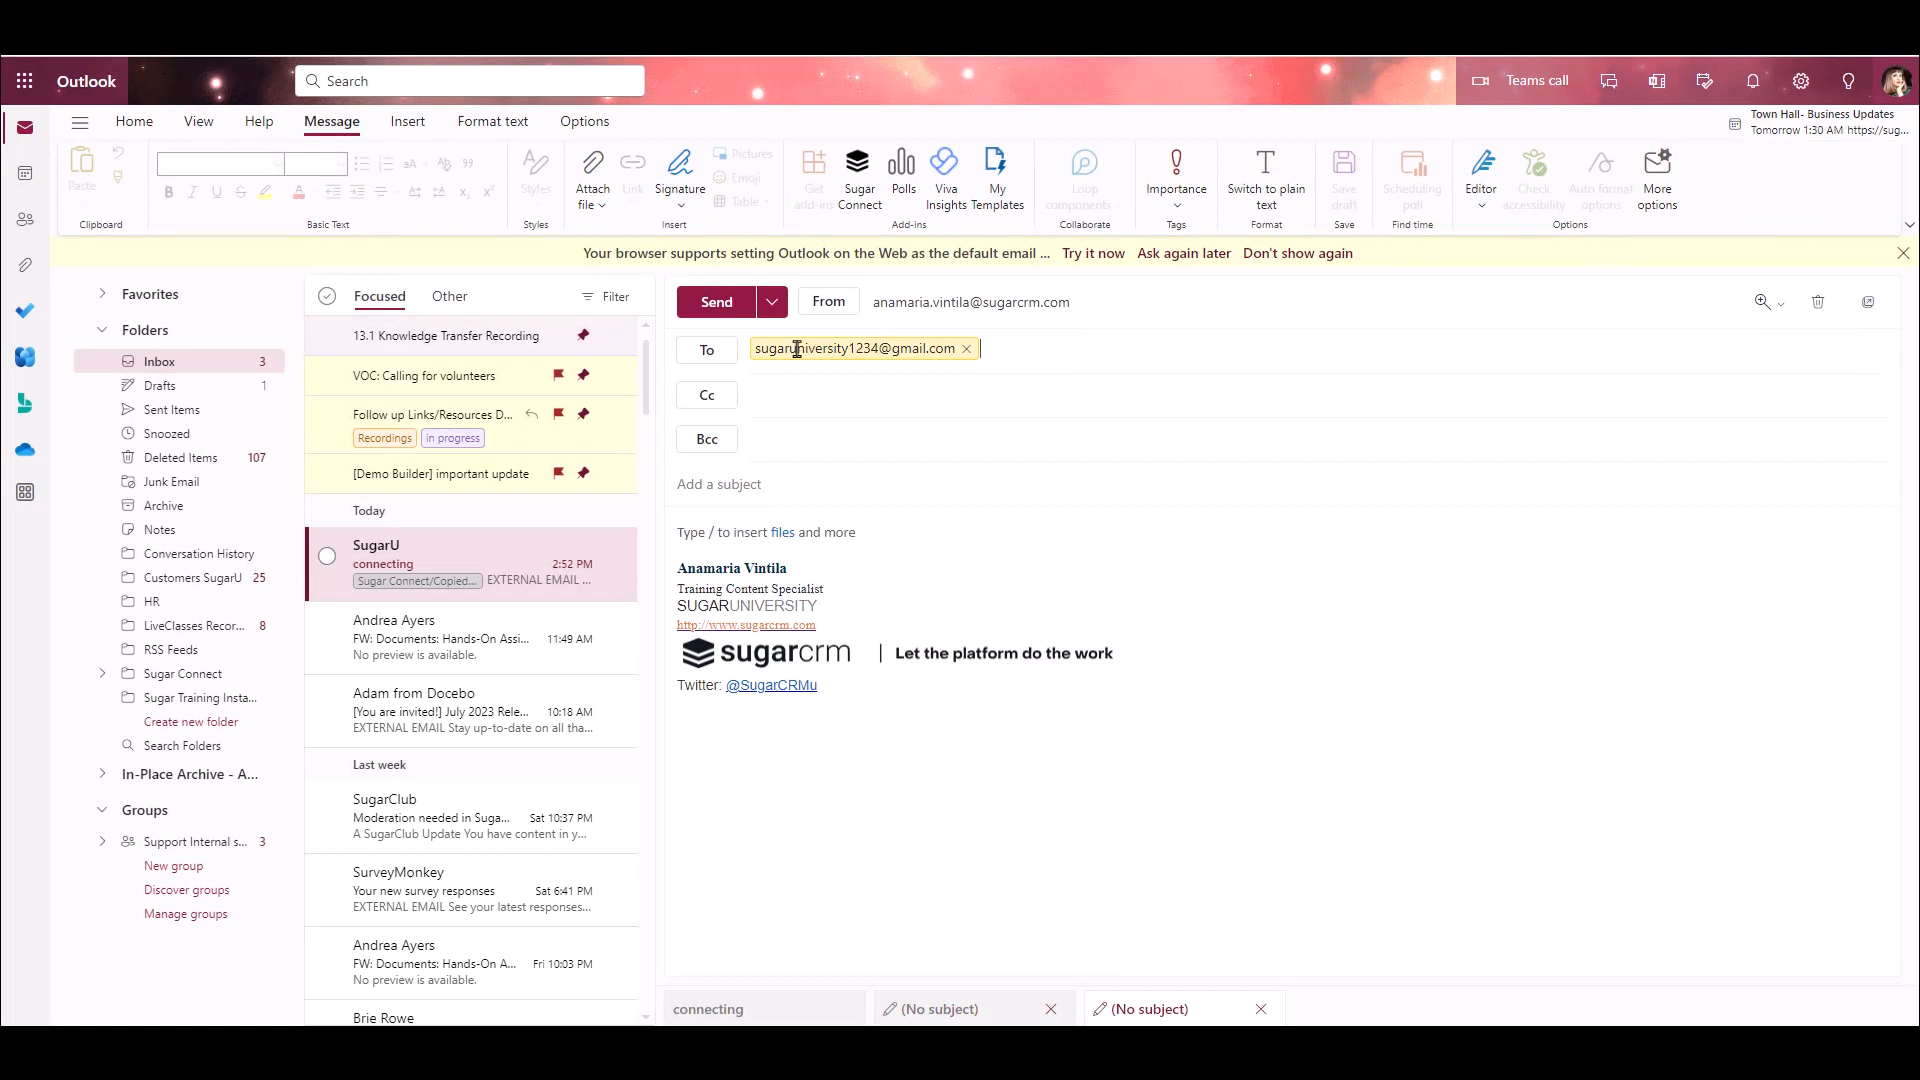 Outlook
Search
Teams call
Home View Help Message Insert Format text Options
Town Hall- Business Updates
Tomorrow 1:30 AM https://sug...
Paste
Clipboard
Basic Text
Styles
Styles
Attach file
Link
Signature
Pictures
Emoji
Table
Insert
Get add-ins
Sugar Connect
Polls
Viva Insights
My Templates
Add-ins
Loop components
Collaborate
Importance
Tags
Switch to plain text
Format
Save draft
Save
Scheduling poll
Find time
Editor
Check accessibility
Auto format options
More options
Options
Your browser supports setting Outlook on the Web as the default email ... Try it now Ask again later Don't show again
Favorites
Folders
Inbox 3
Drafts 1
Sent Items
Snoozed
Deleted Items 107
Junk Email
Archive
Notes
Conversation History
Customers SugarU 25
HR
LiveClasses Recor... 8
RSS Feeds
Sugar Connect
Sugar Training Insta...
Create new folder
Search Folders
In-Place Archive - A...
Groups
Support Internal s... 3
New group
Discover groups
Manage groups
Focused Other Filter
13.1 Knowledge Transfer Recording
VOC: Calling for volunteers
Follow up Links/Resources D...
Recordings in progress
[Demo Builder] important update
Today
SugarU
connecting 2:52 PM
Sugar Connect/Copied... EXTERNAL EMAIL ...
Andrea Ayers
FW: Documents: Hands-On Assi... 11:49 AM
No preview is available.
Adam from Docebo
[You are invited!] July 2023 Rele... 10:18 AM
EXTERNAL EMAIL Stay up-to-date on all tha...
Last week
SugarClub
Moderation needed in Suga... Sat 10:37 PM
A SugarClub Update You have content in y...
SurveyMonkey
Your new survey responses Sat 6:41 PM
EXTERNAL EMAIL See your latest responses...
Andrea Ayers
FW: Documents: Hands-On A... Fri 10:03 PM
No preview is available.
Brie Rowe
Send From anamaria.vintila@sugarcrm.com
To sugaruniversity1234@gmail.com
Cc
Bcc
Add a subject
Type / to insert files and more
Anamaria Vintila
Training Content Specialist
SUGARUNIVERSITY
http://www.sugarcrm.com
sugarcrm | Let the platform do the work
Twitter: @SugarCRMu
connecting (No subject) (No subject)